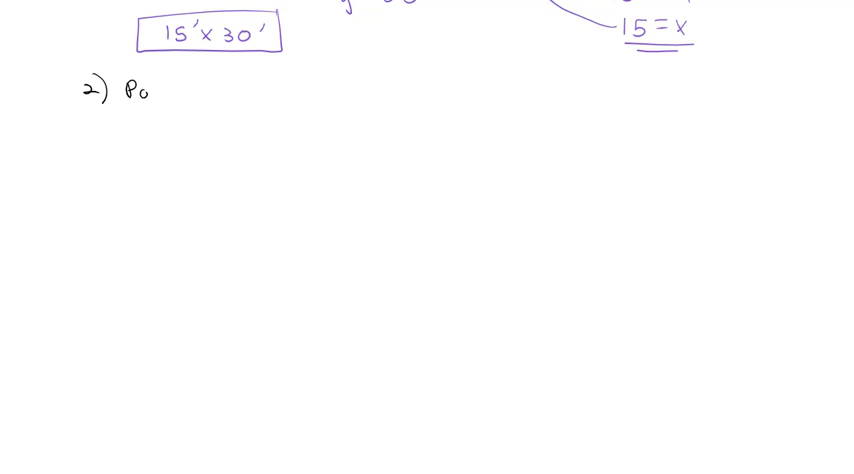 15' x 30'
15 = x
2) Po